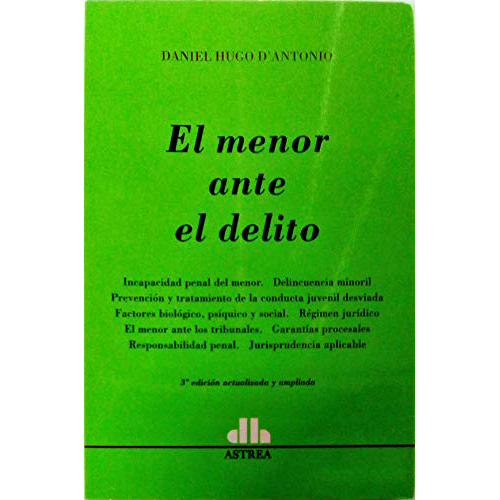 DANIEL HUGO D'ANTONIO
El menor
ante
el delito
Incapacidad penal del menor. Delincuencia minoril
Prevención y tratamiento de la conducta juvenil desviada
Factores biológico, psíquico y social. Régimen jurídico
El menor ante los tribunales. Garantías procesales
Responsabilidad penal. Jurisprudencia aplicable
3ª edición actualizada y ampliada
ASTREA